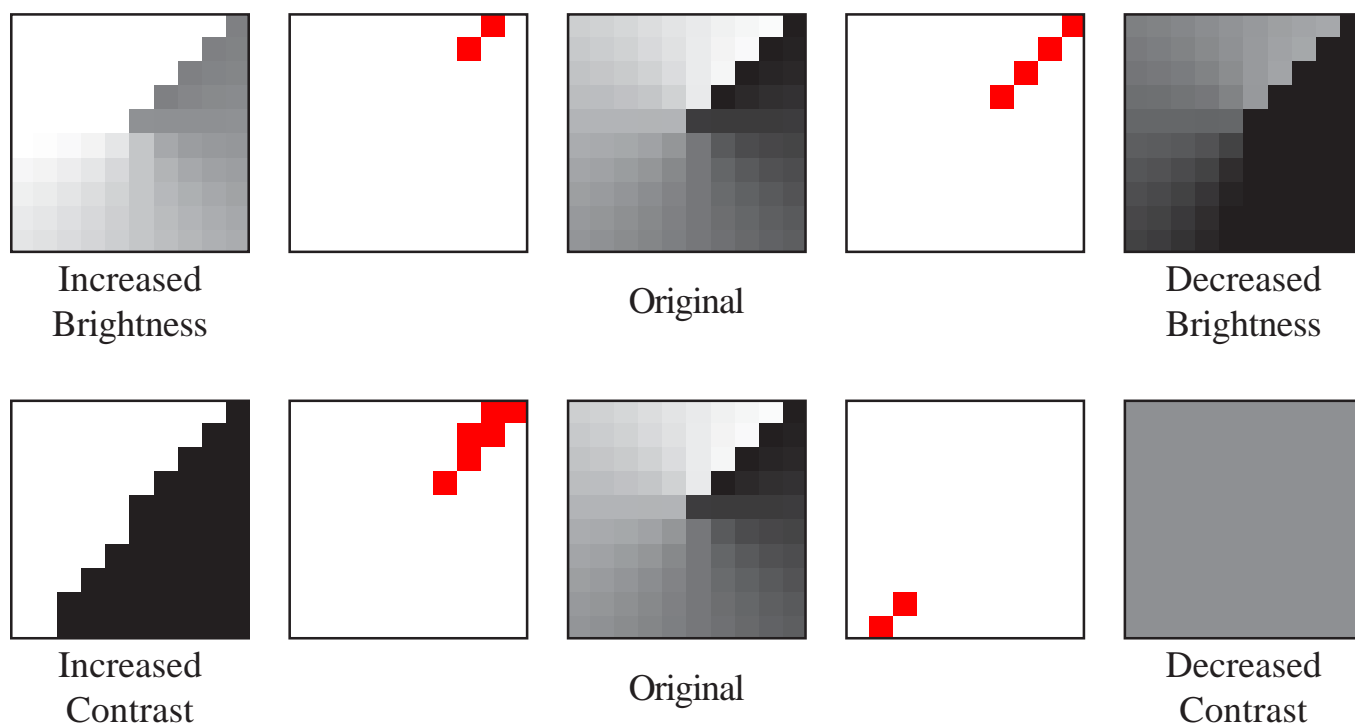 Increased
Brightness
Original
Decreased
Brightness
Increased
Contrast
Original
Decreased
Contrast